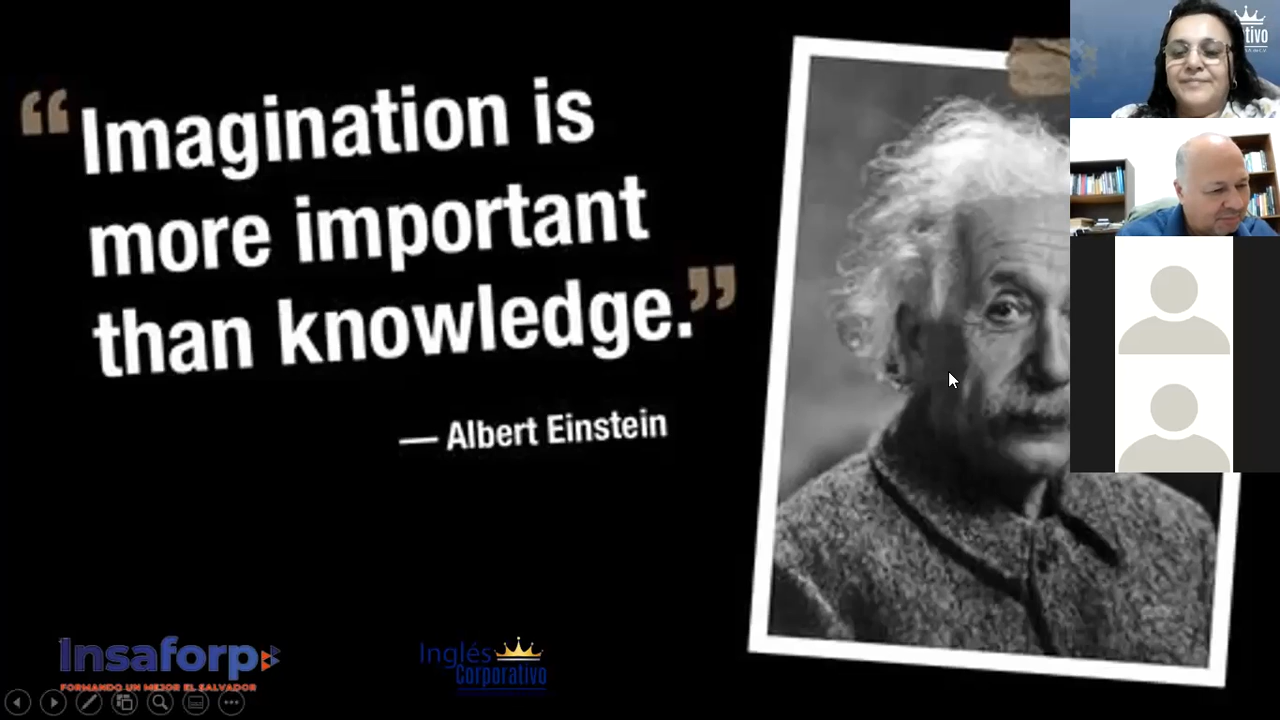 “Imagination is
more important
than knowledge.”
— Albert Einstein
Insaforp
FORMANDO UN MEJOR EL SALVADOR
Inglés
Corporativo